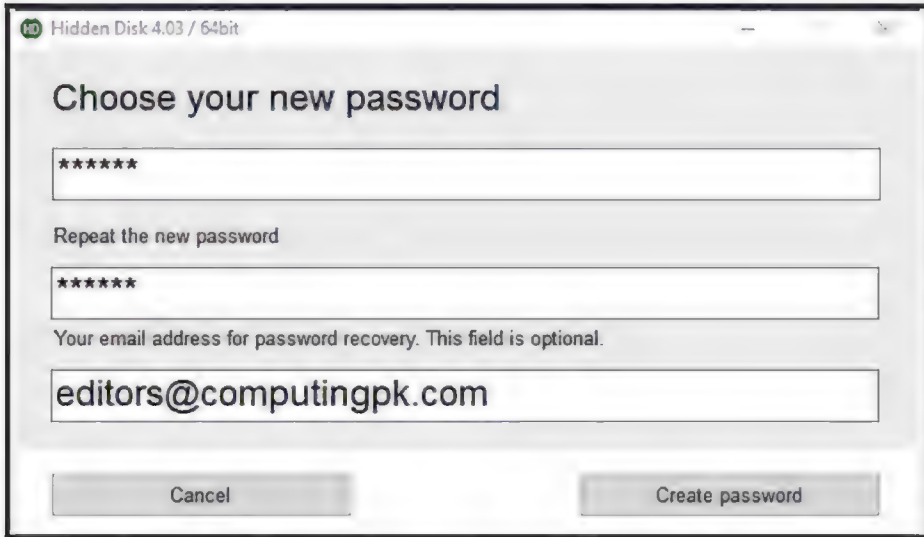 HD Hidden Disk 4.03 / 64bit
Choose your new password
******
Repeat the new password
******
Your email address for password recovery. This field is optional.
editors@computingpk.com
Cancel Create password